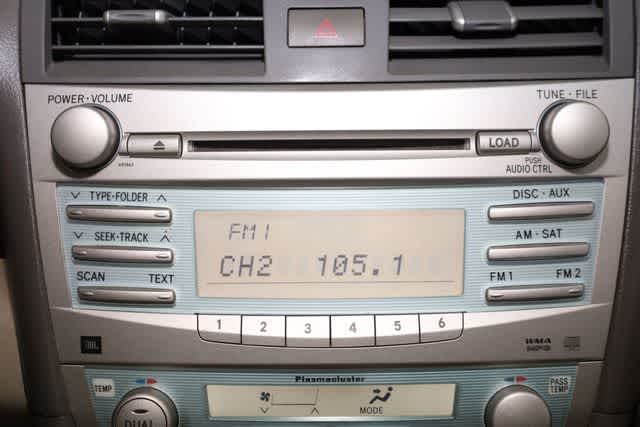 POWER·VOLUME
TUNE·FILE
LOAD
PUSH
AUDIO CTRL
∨ TYPE·FOLDER ∧
DISC·AUX
∨ SEEK·TRACK ∧
AM·SAT
SCAN TEXT
FM1 FM2
FM1
CH2 105.1
1 2 3 4 5 6
JBL
WMA
MP3
Plasmacluster
TEMP
PASS
TEMP
∨ ∧ MODE
DUAL